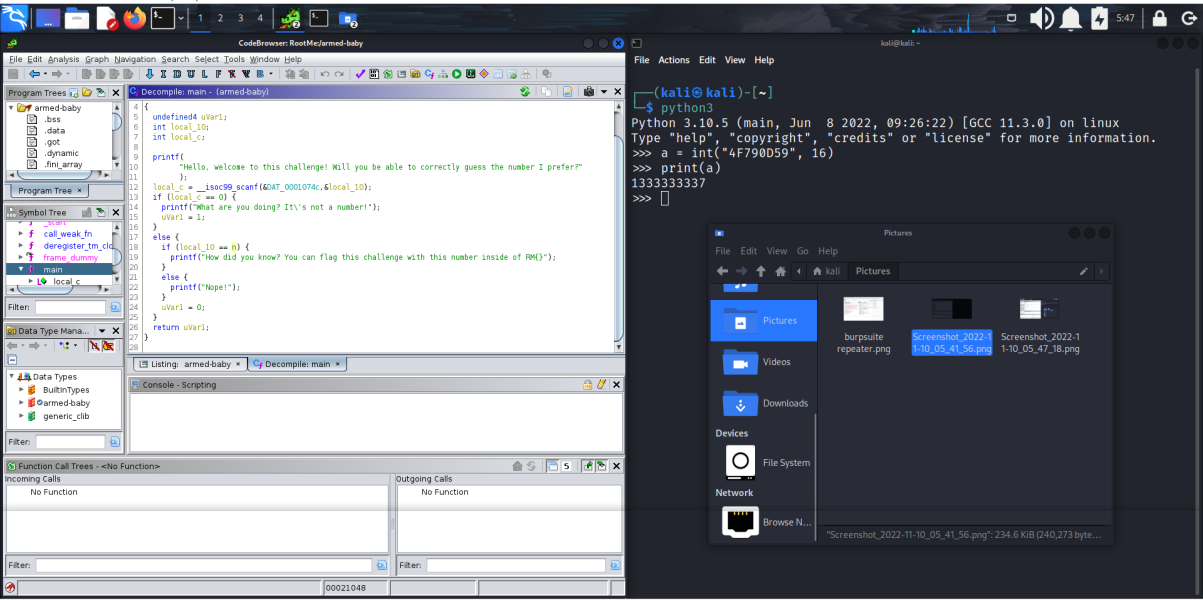 1 2 3 4
2
2
5:47
CodeBrowser: RootMe/armed-baby
File Edit Analysis Graph Navigation Search Select Tools Window Help
I D U L F
B
Program Trees
armed-baby
.bss
.data
.got
.dynamic
.fini_array
Program Tree ×
Symbol Tree
_start
call_weak_fn
deregister_tm_clo
frame_dummy
main
local_c
Filter:
Data Type Mana...
Data Types
BuiltInTypes
armed-baby
generic_clib
Filter:
Decompile: main - (armed-baby)
4 {
5 undefined4 uVar1;
6 int local_10;
7 int local_c;
8
9 printf(
10 "Hello, welcome to this challenge! Will you be able to correctly guess the number I prefer?"
11 );
12 local_c = __isoc99_scanf(&DAT_0001074c,&local_10);
13 if (local_c == 0) {
14 printf("What are you doing? It\'s not a number!");
15 uVar1 = 1;
16 }
17 else {
18 if (local_10 == n) {
19 printf("How did you know? You can flag this challenge with this number inside of RM{}");
20 }
21 else {
22 printf("Nope!");
23 }
24 uVar1 = 0;
25 }
26 return uVar1;
27 }
28
Listing: armed-baby × Decompile: main ×
Console - Scripting
Function Call Trees - <No Function>
5
Incoming Calls
No Function
Outgoing Calls
No Function
Filter:
Filter:
00021048
kali@kali: ~
File Actions Edit View Help
┌──(kali㉿kali)-[~]
└─$ python3
Python 3.10.5 (main, Jun 8 2022, 09:26:22) [GCC 11.3.0] on linux
Type "help", "copyright", "credits" or "license" for more information.
>>> a = int("4F790D59", 16)
>>> print(a)
1333333337
>>>
Pictures
File Edit View Go Help
kali Pictures
Pictures
Videos
Downloads
Devices
File System
Network
Browse N...
burpsuite
repeater.png
Screenshot_2022-1
1-10_05_41_56.png
Screenshot_2022-1
1-10_05_47_18.png
"Screenshot_2022-11-10_05_41_56.png": 234.6 KiB (240,273 byte...